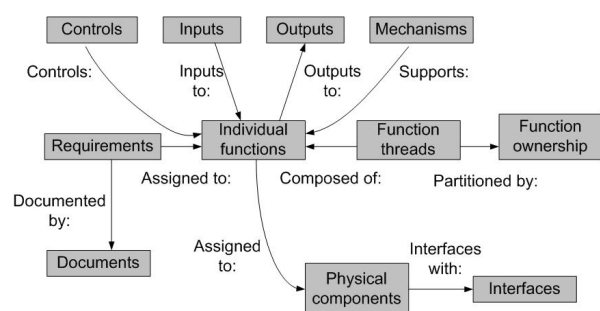 Controls
Inputs
Outputs
Mechanisms
Controls:
Inputs
to:
Outputs
to:
Supports:
Requirements
Individual
functions
Function
threads
Function
ownership
Assigned to:
Composed of:
Partitioned by:
Documented
by:
Documents
Assigned
to:
Physical
components
Interfaces
with:
Interfaces